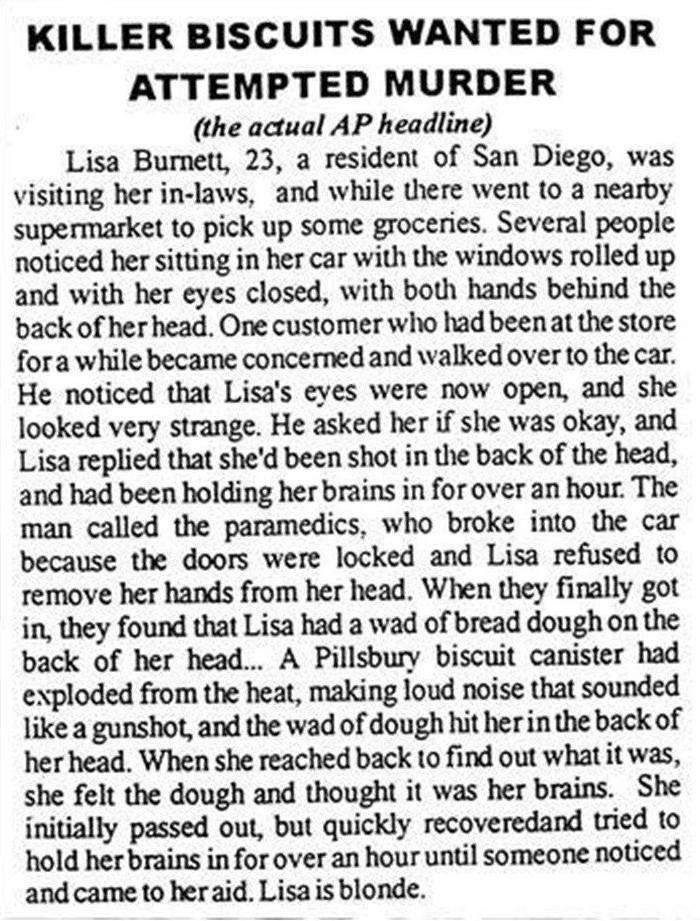 KILLER BISCUITS WANTED FOR
ATTEMPTED MURDER
(the actual AP headline)
Lisa Burnett, 23, a resident of San Diego, was
visiting her in-laws, and while there went to a nearby
supermarket to pick up some groceries. Several people
noticed her sitting in her car with the windows rolled up
and with her eyes closed, with both hands behind the
back of her head. One customer who had been at the store
for a while became concerned and walked over to the car.
He noticed that Lisa's eyes were now open, and she
looked very strange. He asked her if she was okay, and
Lisa replied that she'd been shot in the back of the head,
and had been holding her brains in for over an hour. The
man called the paramedics, who broke into the car
because the doors were locked and Lisa refused to
remove her hands from her head. When they finally got
in, they found that Lisa had a wad of bread dough on the
back of her head... A Pillsbury biscuit canister had
exploded from the heat, making loud noise that sounded
like a gunshot, and the wad of dough hit her in the back of
her head. When she reached back to find out what it was,
she felt the dough and thought it was her brains. She
initially passed out, but quickly recoveredand tried to
hold her brains in for over an hour until someone noticed
and came to her aid. Lisa is blonde.